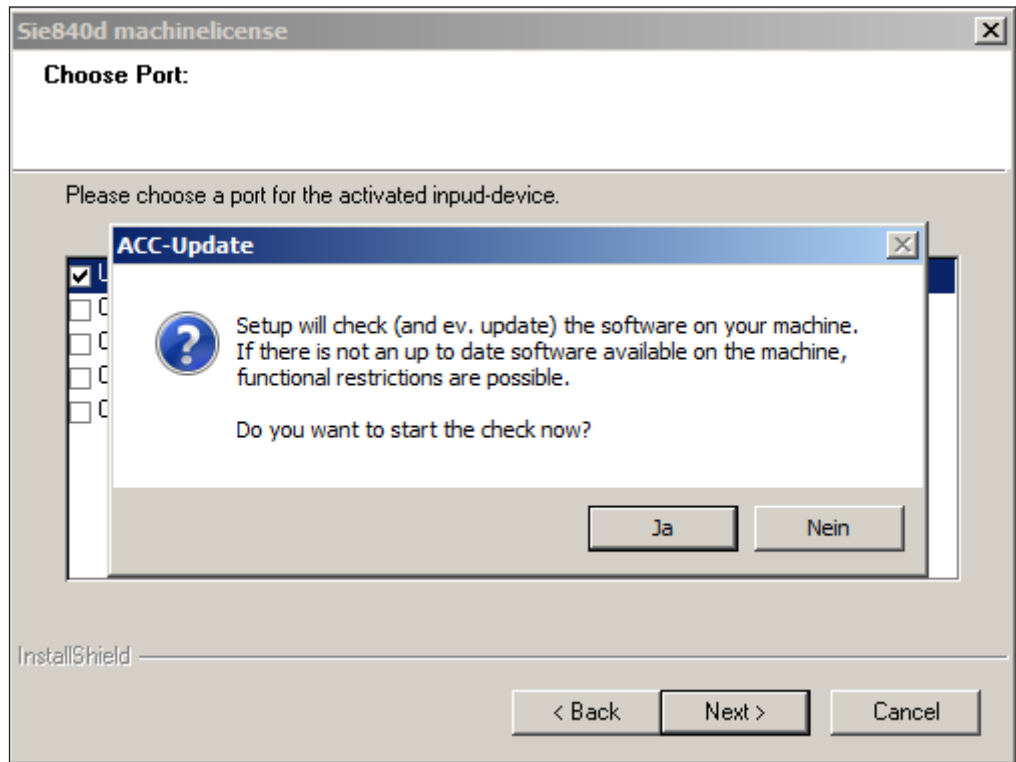 Sie840d machinelicense
Choose Port:
Please choose a port for the activated inpud-device.
ACC-Update
Setup will check (and ev. update) the software on your machine.
If there is not an up to date software available on the machine,
functional restrictions are possible.
Do you want to start the check now?
Ja Nein
InstallShield
< Back Next > Cancel